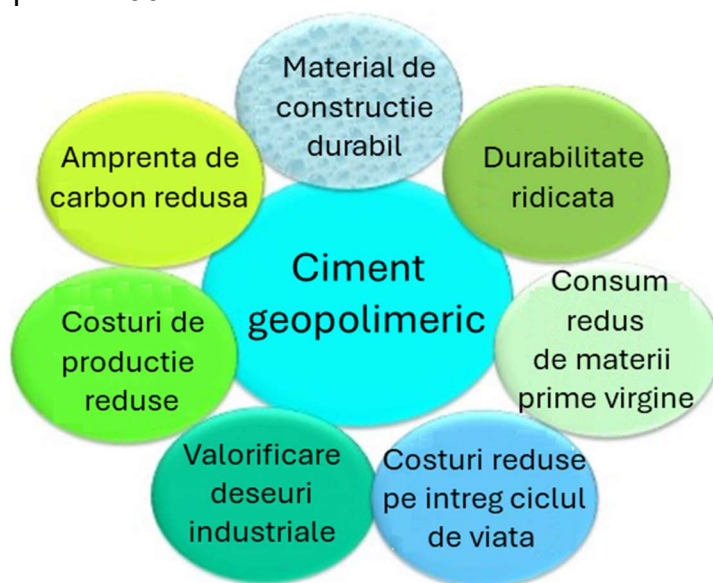 Material de
constructie
durabil
Amprenta de
carbon redusa
Durabilitate
ridicata
Ciment
geopolimeric
Consum
redus
de materii
prime virgine
Costuri de
productie
reduse
Valorificare
deseuri
industriale
Costuri reduse
pe intreg ciclul
de viata